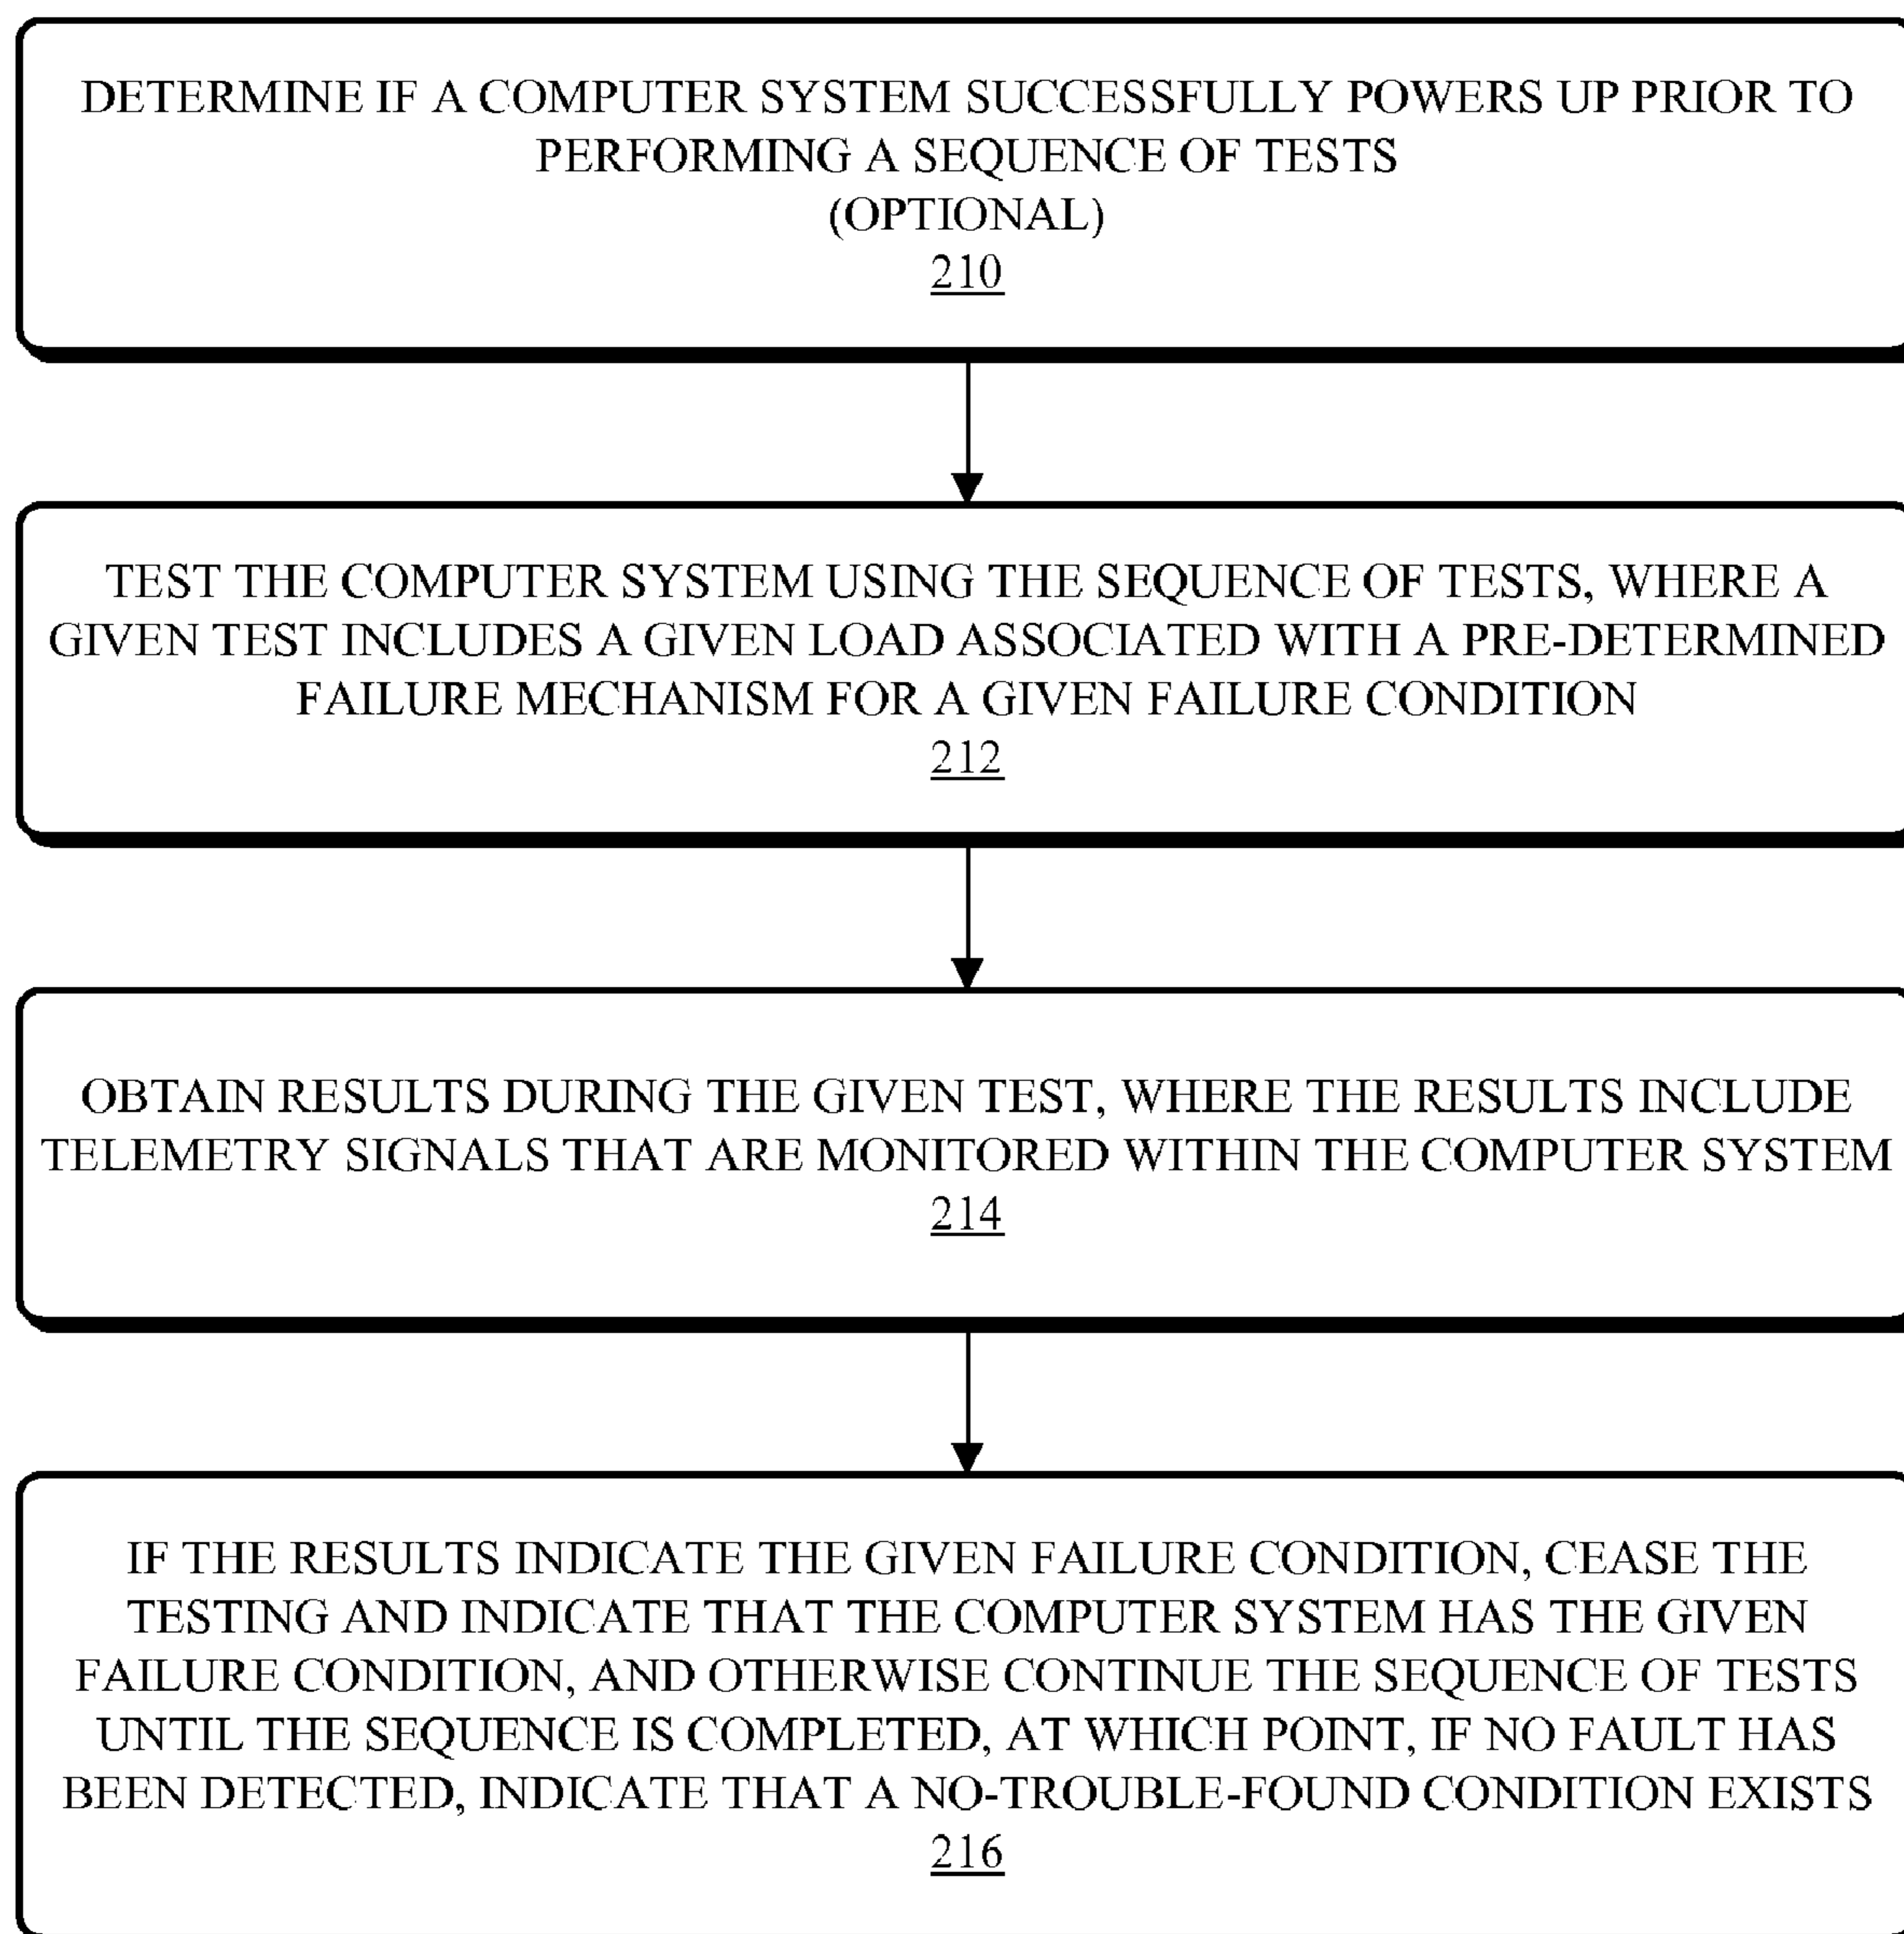 DETERMINE IF A COMPUTER SYSTEM SUCCESSFULLY POWERS UP PRIOR TO
PERFORMING A SEQUENCE OF TESTS
(OPTIONAL)
210
TEST THE COMPUTER SYSTEM USING THE SEQUENCE OF TESTS, WHERE A
GIVEN TEST INCLUDES A GIVEN LOAD ASSOCIATED WITH A PRE-DETERMINED
FAILURE MECHANISM FOR A GIVEN FAILURE CONDITION
212
OBTAIN RESULTS DURING THE GIVEN TEST, WHERE THE RESULTS INCLUDE
TELEMETRY SIGNALS THAT ARE MONITORED WITHIN THE COMPUTER SYSTEM
214
IF THE RESULTS INDICATE THE GIVEN FAILURE CONDITION, CEASE THE
TESTING AND INDICATE THAT THE COMPUTER SYSTEM HAS THE GIVEN
FAILURE CONDITION, AND OTHERWISE CONTINUE THE SEQUENCE OF TESTS
UNTIL THE SEQUENCE IS COMPLETED, AT WHICH POINT, IF NO FAULT HAS
BEEN DETECTED, INDICATE THAT A NO-TROUBLE-FOUND CONDITION EXISTS
216